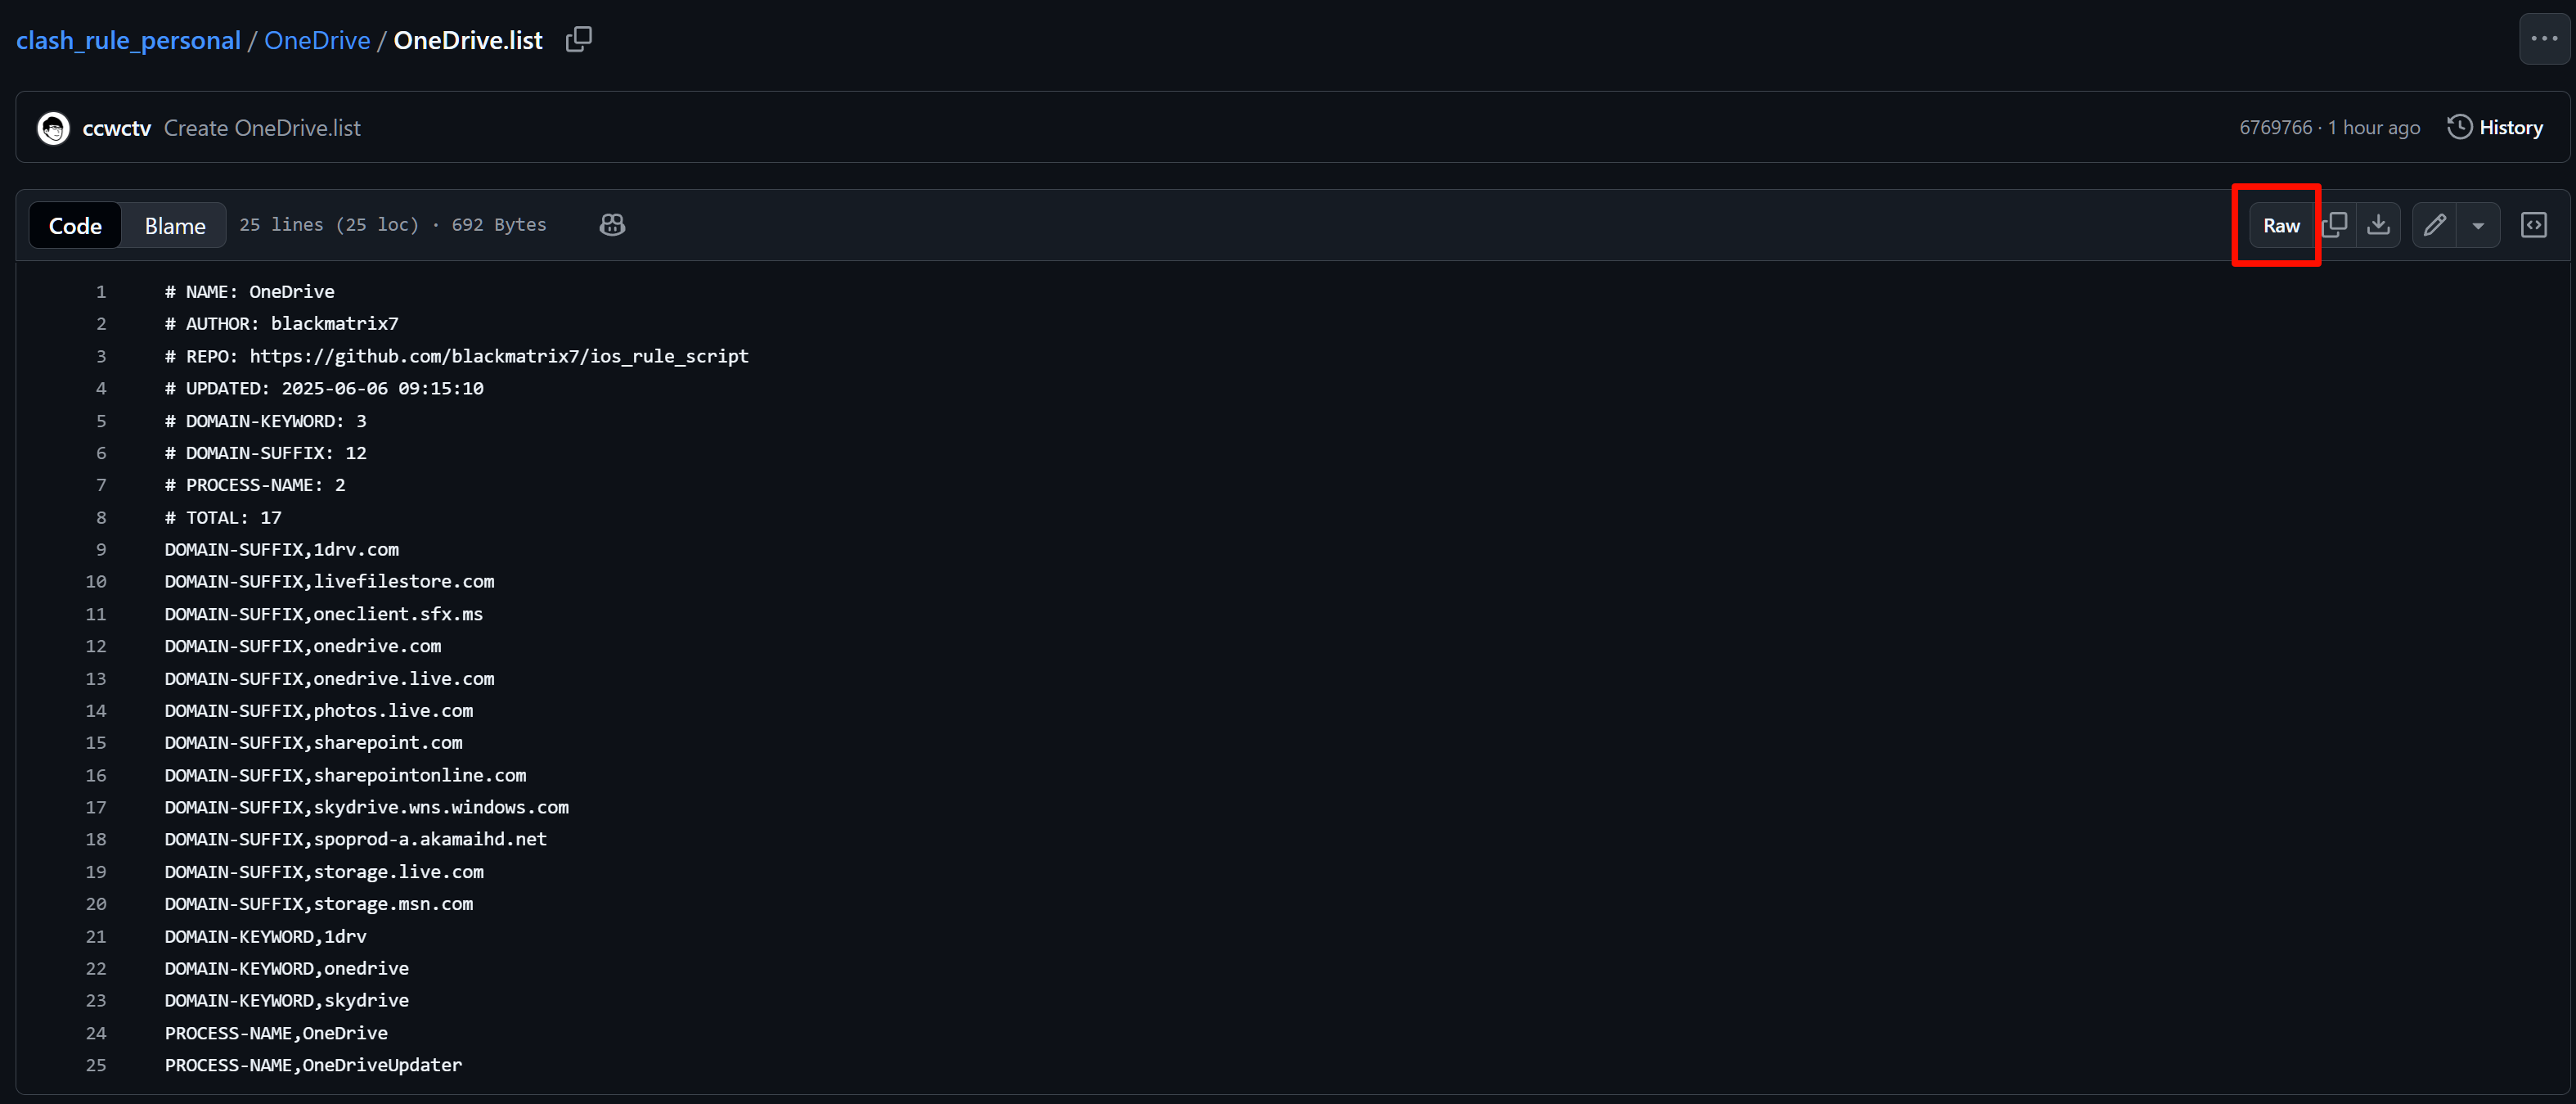 clash_rule_personal / OneDrive / OneDrive.list
ccwctv Create OneDrive.list 6769766 · 1 hour ago History
Code Blame 25 lines (25 loc) · 692 Bytes Raw
1 # NAME: OneDrive
2 # AUTHOR: blackmatrix7
3 # REPO: https://github.com/blackmatrix7/ios_rule_script
4 # UPDATED: 2025-06-06 09:15:10
5 # DOMAIN-KEYWORD: 3
6 # DOMAIN-SUFFIX: 12
7 # PROCESS-NAME: 2
8 # TOTAL: 17
9 DOMAIN-SUFFIX,1drv.com
10 DOMAIN-SUFFIX,livefilestore.com
11 DOMAIN-SUFFIX,oneclient.sfx.ms
12 DOMAIN-SUFFIX,onedrive.com
13 DOMAIN-SUFFIX,onedrive.live.com
14 DOMAIN-SUFFIX,photos.live.com
15 DOMAIN-SUFFIX,sharepoint.com
16 DOMAIN-SUFFIX,sharepointonline.com
17 DOMAIN-SUFFIX,skydrive.wns.windows.com
18 DOMAIN-SUFFIX,spoprod-a.akamaihd.net
19 DOMAIN-SUFFIX,storage.live.com
20 DOMAIN-SUFFIX,storage.msn.com
21 DOMAIN-KEYWORD,1drv
22 DOMAIN-KEYWORD,onedrive
23 DOMAIN-KEYWORD,skydrive
24 PROCESS-NAME,OneDrive
25 PROCESS-NAME,OneDriveUpdater